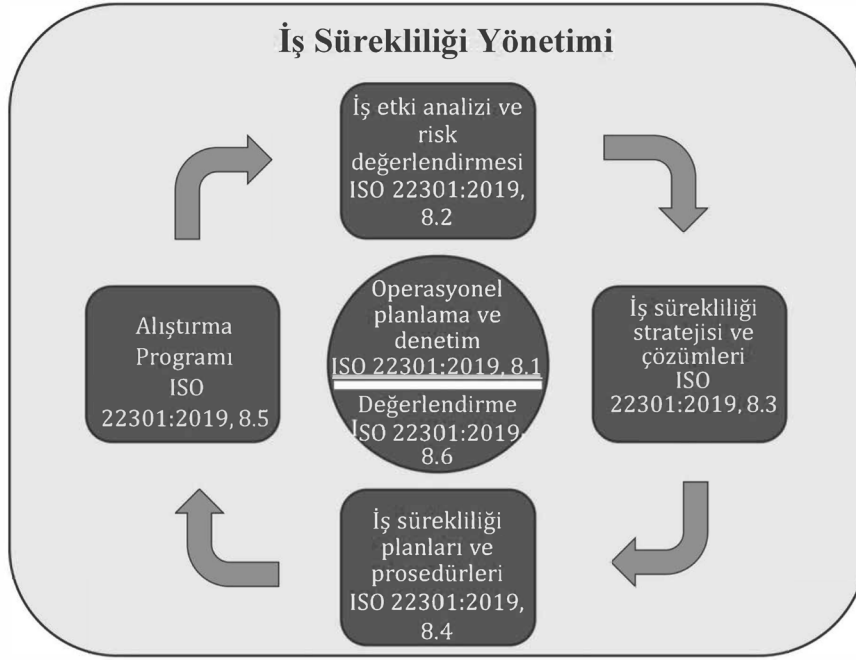 İş Sürekliliği Yönetimi
İş etki analizi ve
risk
değerlendirmesi
ISO 22301:2019,
8.2
Operasyonel
planlama ve
denetim
ISO 22301:2019, 8.1
Değerlendirme
ISO 22301:2019,
8.6
İş sürekliliği
stratejisi ve
çözümleri
ISO
22301:2019, 8.3
İş sürekliliği
planları ve
prosedürleri
ISO 22301:2019,
8.4
Alıştırma
Programı
ISO
22301:2019, 8.5